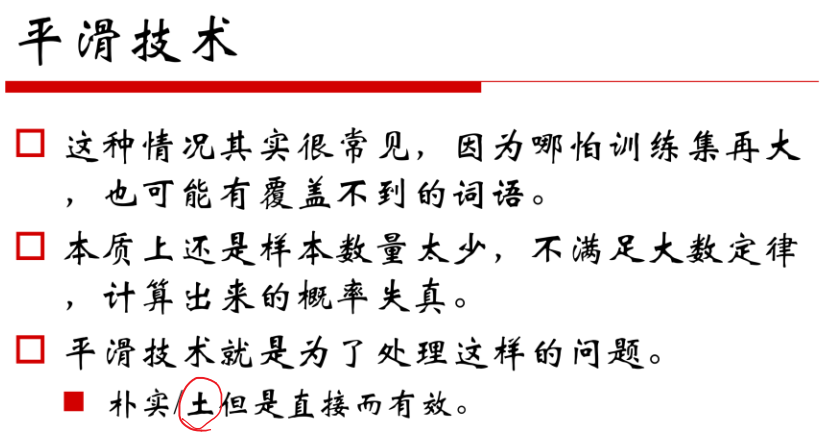 平滑技术
这种情况其实很常见，因为哪怕训练集再大
，也可能有覆盖不到的词语。
本质上还是样本数量太少，不满足大数定律
，计算出来的概率失真。
平滑技术就是为了处理这样的问题。
朴实/土但是直接而有效。